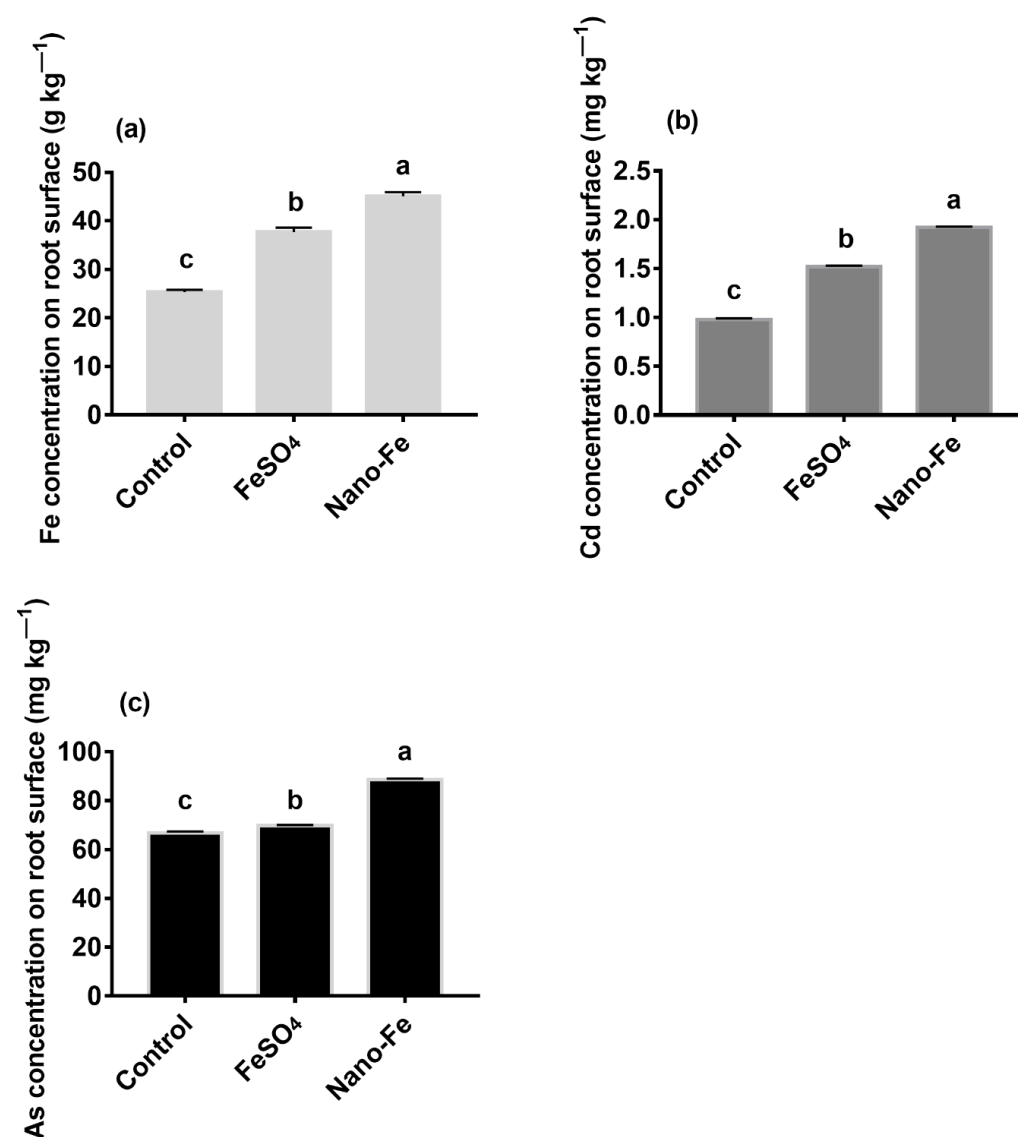 Fe concentration on root surface (g kg—1)
(a)
50
40
30
20
10
0
c
b
a
Control
FeSO4
Nano-Fe
Cd concentration on root surface (mg kg—1)
(b)
2.5
2.0
1.5
1.0
0.5
0.0
c
b
a
Control
FeSO4
Nano-Fe
As concentration on root surface (mg kg—1)
(c)
100
80
60
40
20
0
c
b
a
Control
FeSO4
Nano-Fe